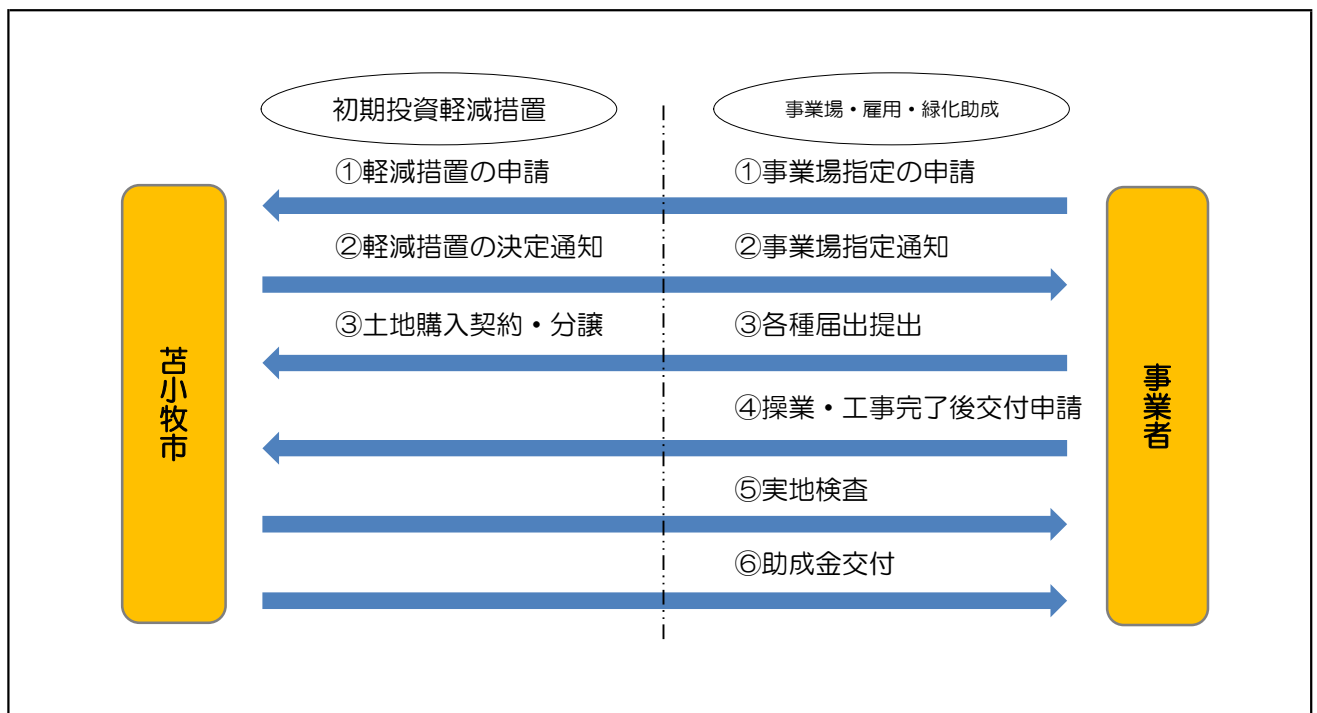 初期投資軽減措置
事業場・雇用・緑化助成
①軽減措置の申請
①事業場指定の申請
②軽減措置の決定通知
②事業場指定通知
③土地購入契約・分譲
③各種届出提出
④操業・工事完了後交付申請
⑤実地検査
⑥助成金交付
苫小牧市
事業者